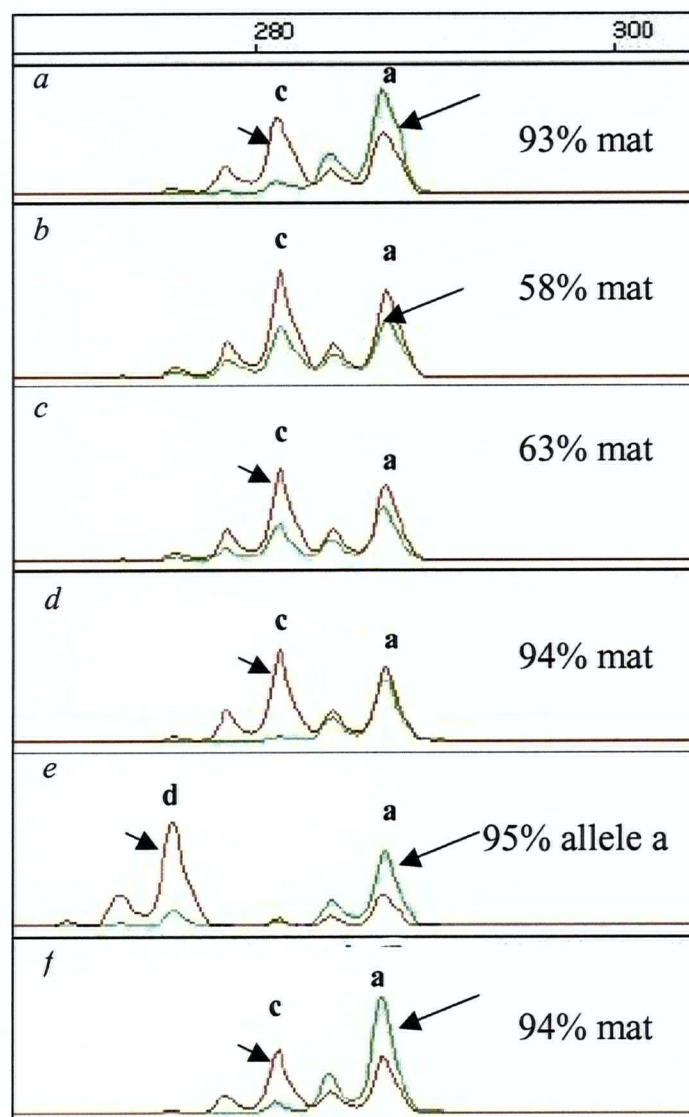 280 300
a
c a
93% mat
b
c a
58% mat
c
c a
63% mat
d
c a
94% mat
e
d a
95% allele a
f
c a
94% mat